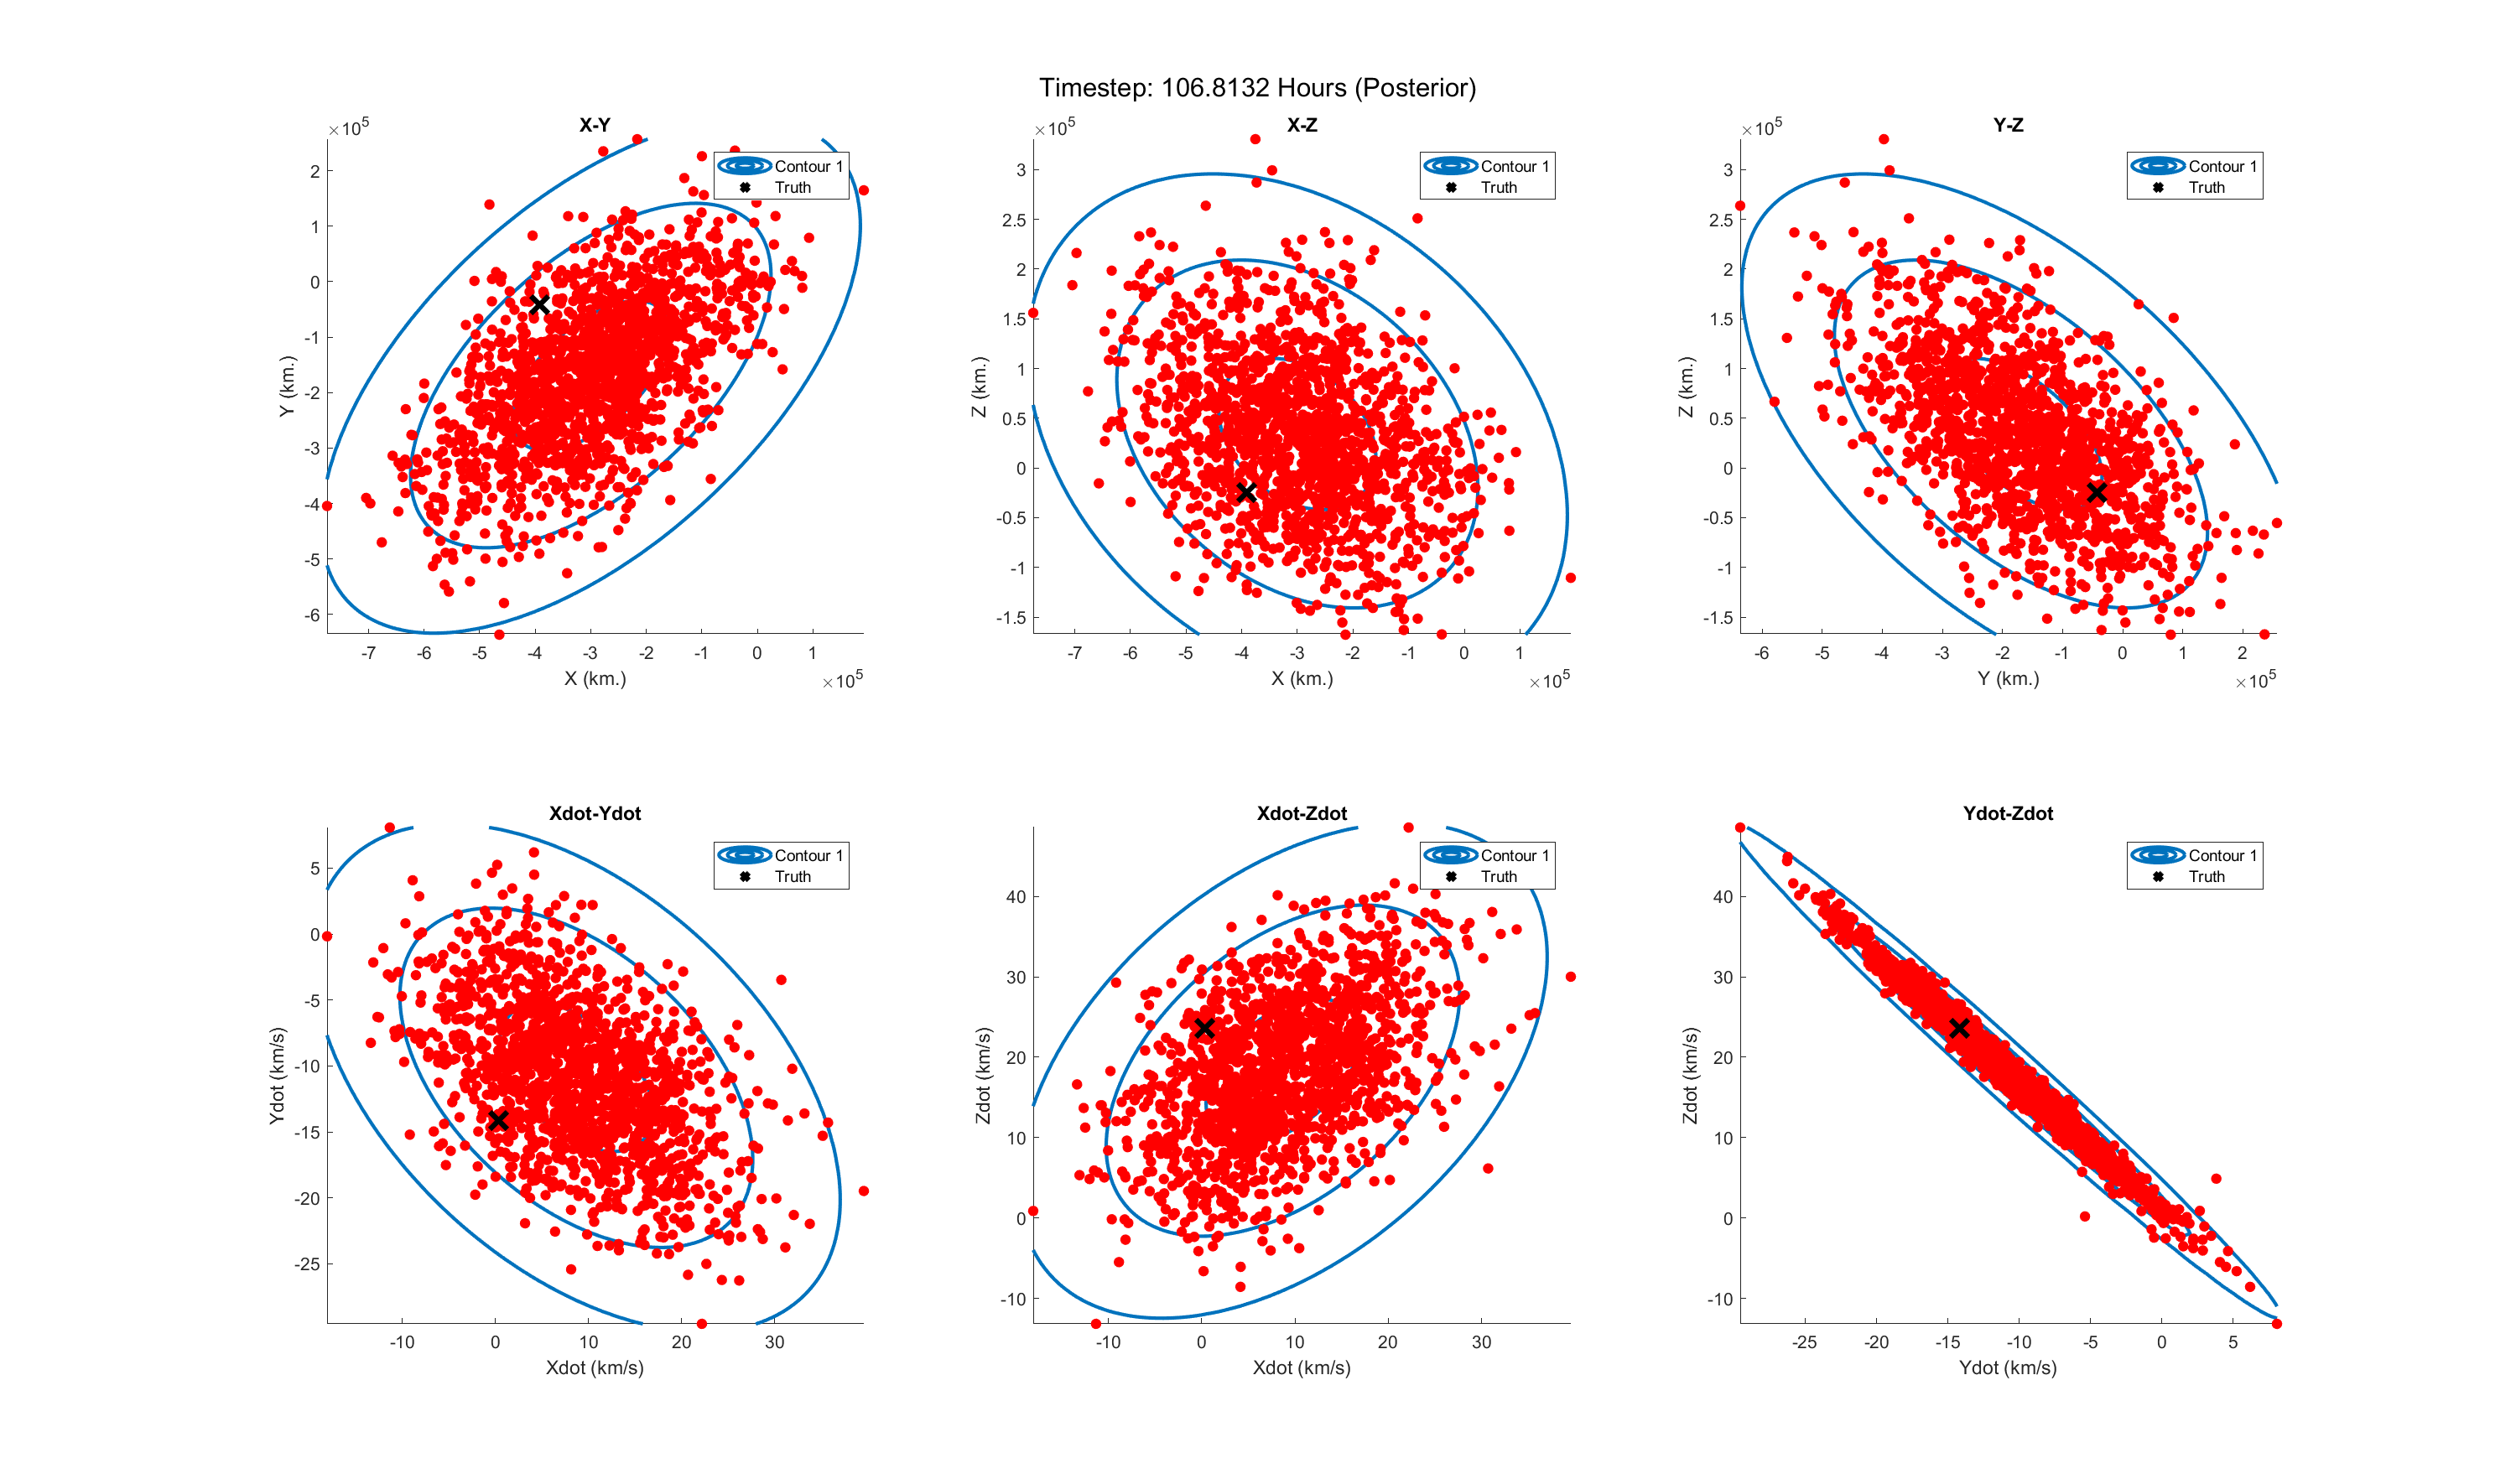 Timestep: 106.8132 Hours (Posterior)
X-Y
×10^5
Contour 1
Truth
2
1
0
-1
-2
-3
-4
-5
-6
Y (km.)
-7 -6 -5 -4 -3 -2 -1 0 1
X (km.)
×10^5
X-Z
×10^5
Contour 1
Truth
3
2.5
2
1.5
1
0.5
0
-0.5
-1
-1.5
Z (km.)
-7 -6 -5 -4 -3 -2 -1 0 1
X (km.)
×10^5
Y-Z
×10^5
Contour 1
Truth
3
2.5
2
1.5
1
0.5
0
-0.5
-1
-1.5
Z (km.)
-6 -5 -4 -3 -2 -1 0 1 2
Y (km.)
×10^5
Xdot-Ydot
Contour 1
Truth
5
0
-5
-10
-15
-20
-25
Ydot (km/s)
-10 0 10 20 30
Xdot (km/s)
Xdot-Zdot
Contour 1
Truth
40
30
20
10
0
-10
Zdot (km/s)
-10 0 10 20 30
Xdot (km/s)
Ydot-Zdot
Contour 1
Truth
40
30
20
10
0
-10
Zdot (km/s)
-25 -20 -15 -10 -5 0 5
Ydot (km/s)